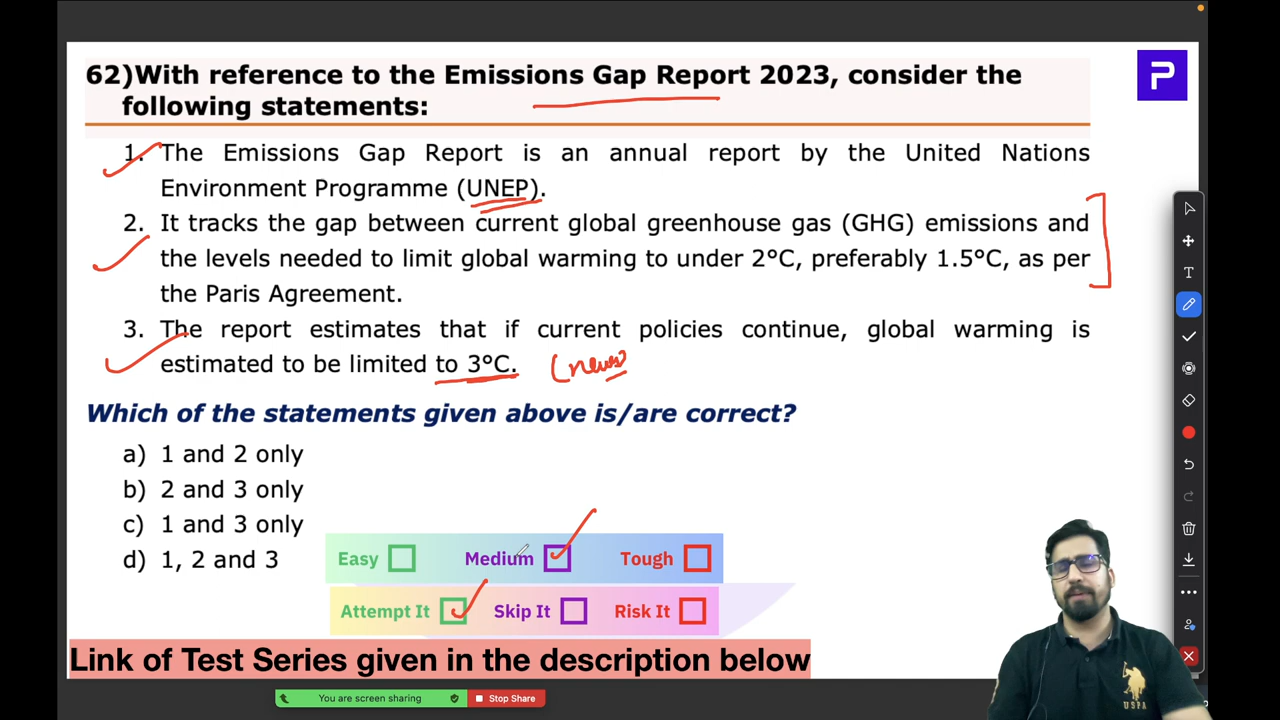 62)With reference to the Emissions Gap Report 2023, consider the
following statements:
P
1. The Emissions Gap Report is an annual report by the United Nations
Environment Programme (UNEP).
2. It tracks the gap between current global greenhouse gas (GHG) emissions and
the levels needed to limit global warming to under 2°C, preferably 1.5°C, as per
the Paris Agreement.
3. The report estimates that if current policies continue, global warming is
estimated to be limited to 3°C. (news)
Which of the statements given above is/are correct?
a) 1 and 2 only
b) 2 and 3 only
c) 1 and 3 only
d) 1, 2 and 3
Easy Medium Tough
Attempt It Skip It Risk It
Link of Test Series given in the description below
You are screen sharing Stop Share
T
USPA